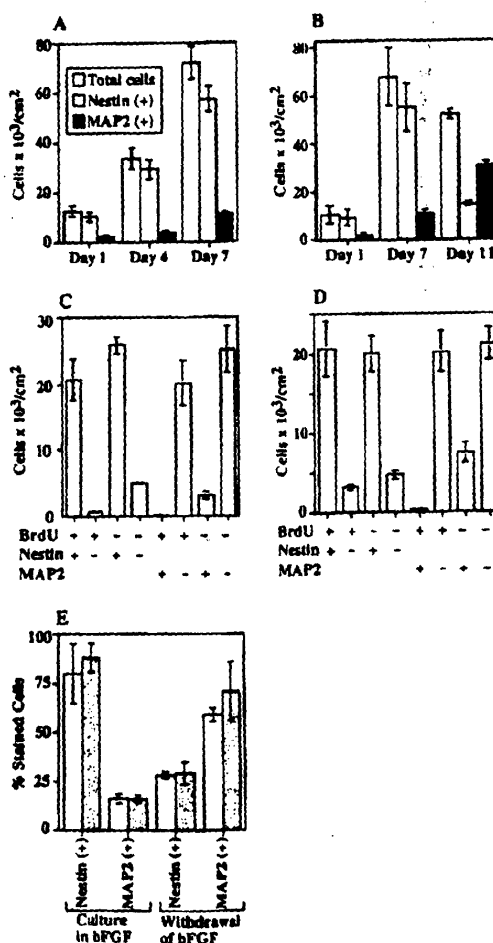 A
Cells x 10³/cm²
80
60
40
20
0
Total cells
Nestin (+)
MAP2 (+)
Day 1 Day 4 Day 7
B
Cells x 10³/cm²
80
60
40
20
0
Day 1 Day 7 Day 11
C
Cells x 10³/cm²
30
20
10
0
BrdU + + - - + + - -
Nestin + - + -
MAP2 + - + -
D
Cells x 10³/cm²
20
15
10
5
0
+ + - - + + - -
+ - + -
+ - + -
E
% Stained Cells
100
75
50
25
0
Nestin (+)
MAP2 (+)
Nestin (+)
MAP2 (+)
Culture in bFGF
Withdrawal of bFGF